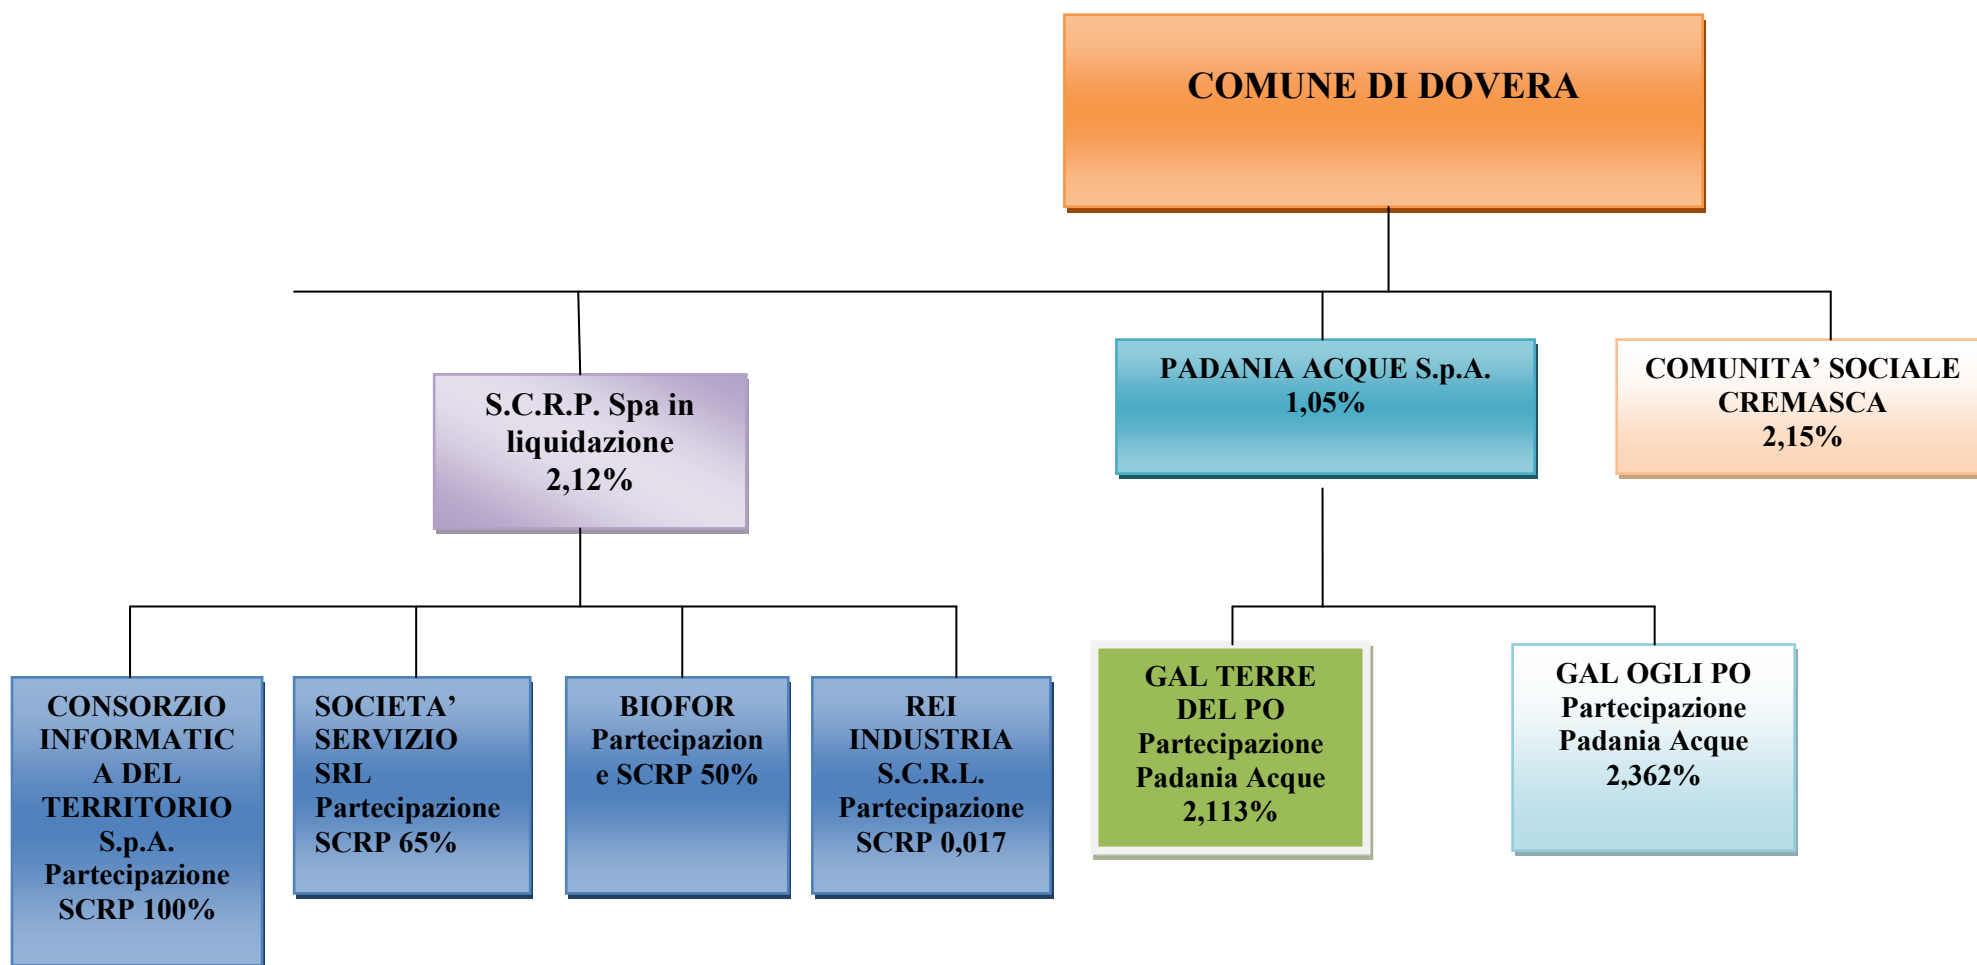 COMUNE DI DOVERA
S.C.R.P. Spa in
liquidazione
2,12%
PADANIA ACQUE S.p.A.
1,05%
COMUNITA’ SOCIALE
CREMASCA
2,15%
CONSORZIO
INFORMATIC
A DEL
TERRITORIO
S.p.A.
Partecipazione
SCRP 100%
SOCIETA’
SERVIZIO
SRL
Partecipazione
SCRP 65%
BIOFOR
Partecipazion
e SCRP 50%
REI
INDUSTRIA
S.C.R.L.
Partecipazione
SCRP 0,017
GAL TERRE
DEL PO
Partecipazione
Padania Acque
2,113%
GAL OGLI PO
Partecipazione
Padania Acque
2,362%